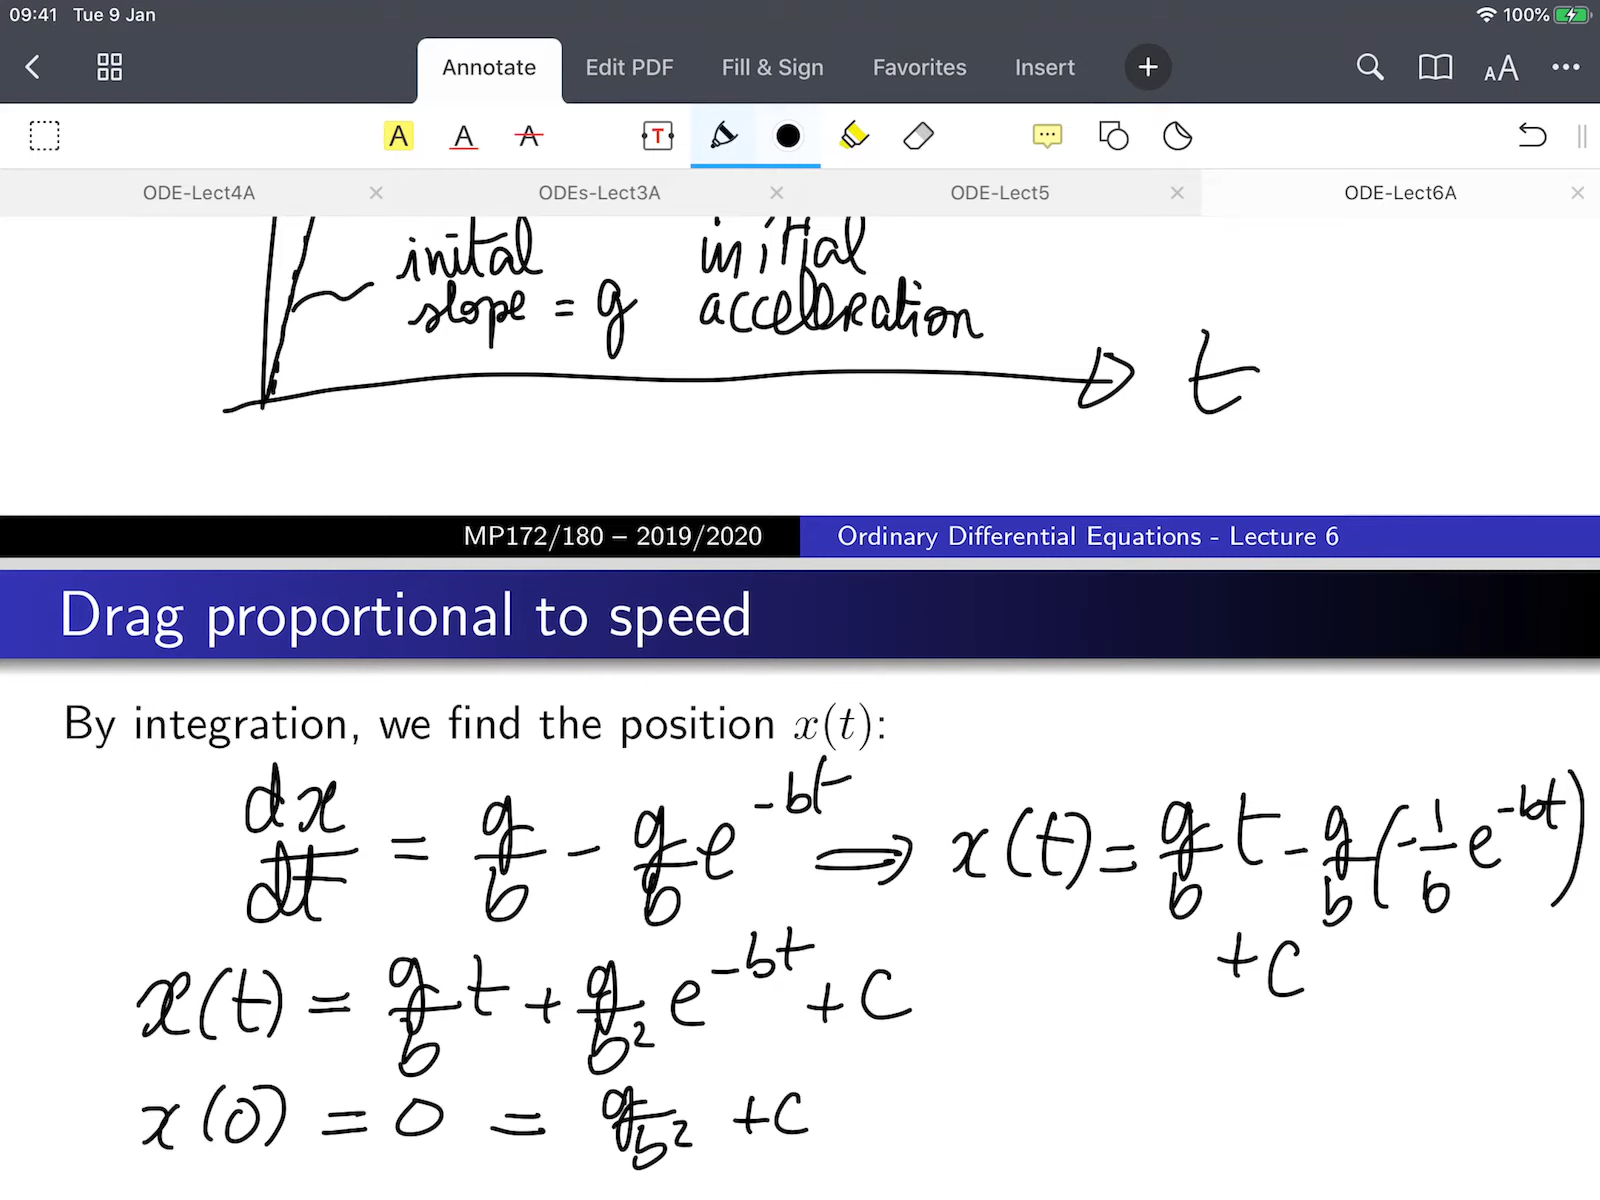 09:41 Tue 9 Jan 100%
Annotate Edit PDF Fill & Sign Favorites Insert +
AA
A A A T
ODE-Lect4A × ODEs-Lect3A × ODE-Lect5 × ODE-Lect6A ×
inital initial
slope = g acceleration
t
MP172/180 – 2019/2020 Ordinary Differential Equations - Lecture 6
Drag proportional to speed
By integration, we find the position x(t):
dx/dt = g/b - g/b e^{-bt} ⟹ x(t) = g/b t - g/b (-1/b e^{-bt})
+ C
x(t) = g/b t + g/b² e^{-bt} + C
x(0) = 0 = g/b² + C